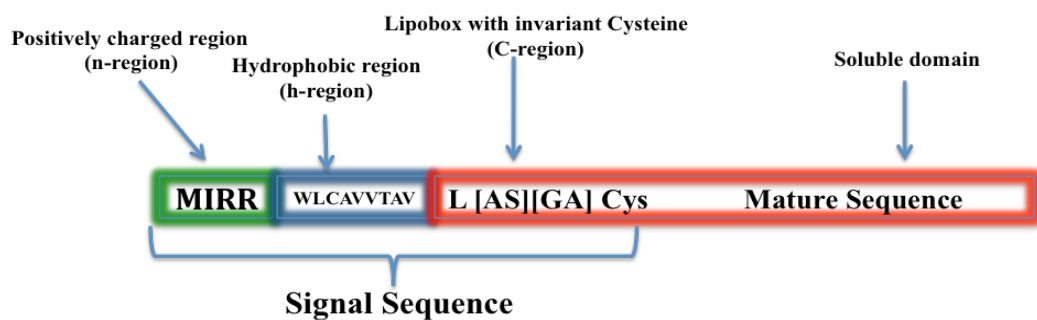 Lipobox with invariant Cysteine
(C-region)
Positively charged region
(n-region)
Hydrophobic region
(h-region)
Soluble domain
MIRR WLCAVVTAV L [AS][GA] Cys Mature Sequence
Signal Sequence